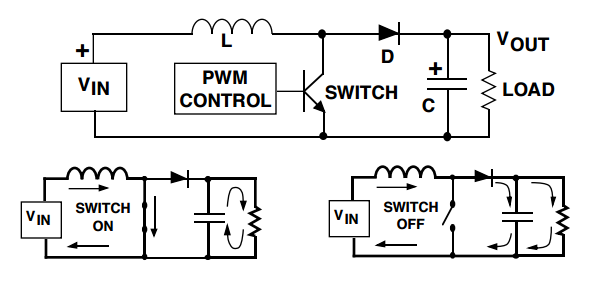 +
L
D
+
C
VOUT
VIN
PWM
CONTROL
SWITCH
LOAD
VIN
SWITCH
ON
VIN
SWITCH
OFF